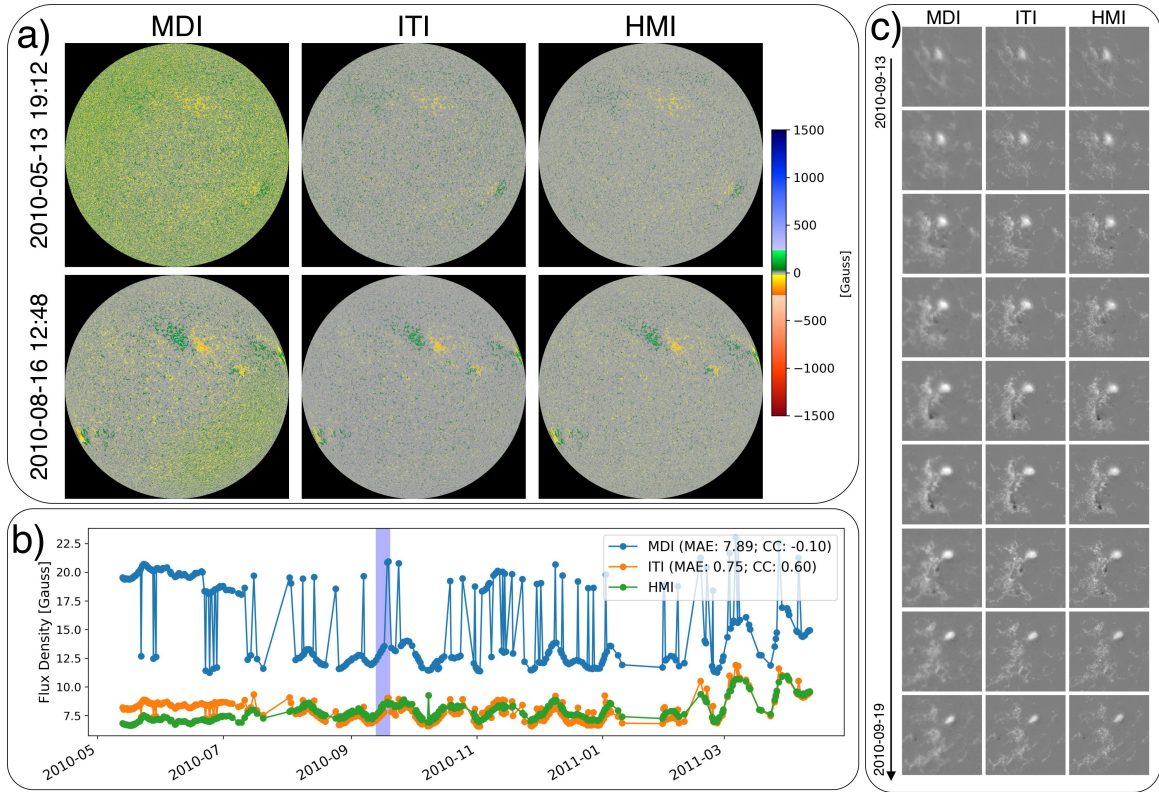 a)
MDI ITI HMI
2010-05-13 19:12
2010-08-16 12:48
1500
1000
500
0
−500
−1000
−1500
[Gauss]
b)
Flux Density [Gauss]
22.5
20.0
17.5
15.0
12.5
10.0
7.5
MDI (MAE: 7.89; CC: -0.10)
ITI (MAE: 0.75; CC: 0.60)
HMI
2010-05 2010-07 2010-09 2010-11 2011-01 2011-03
c)
MDI ITI HMI
2010-09-13
2010-09-19